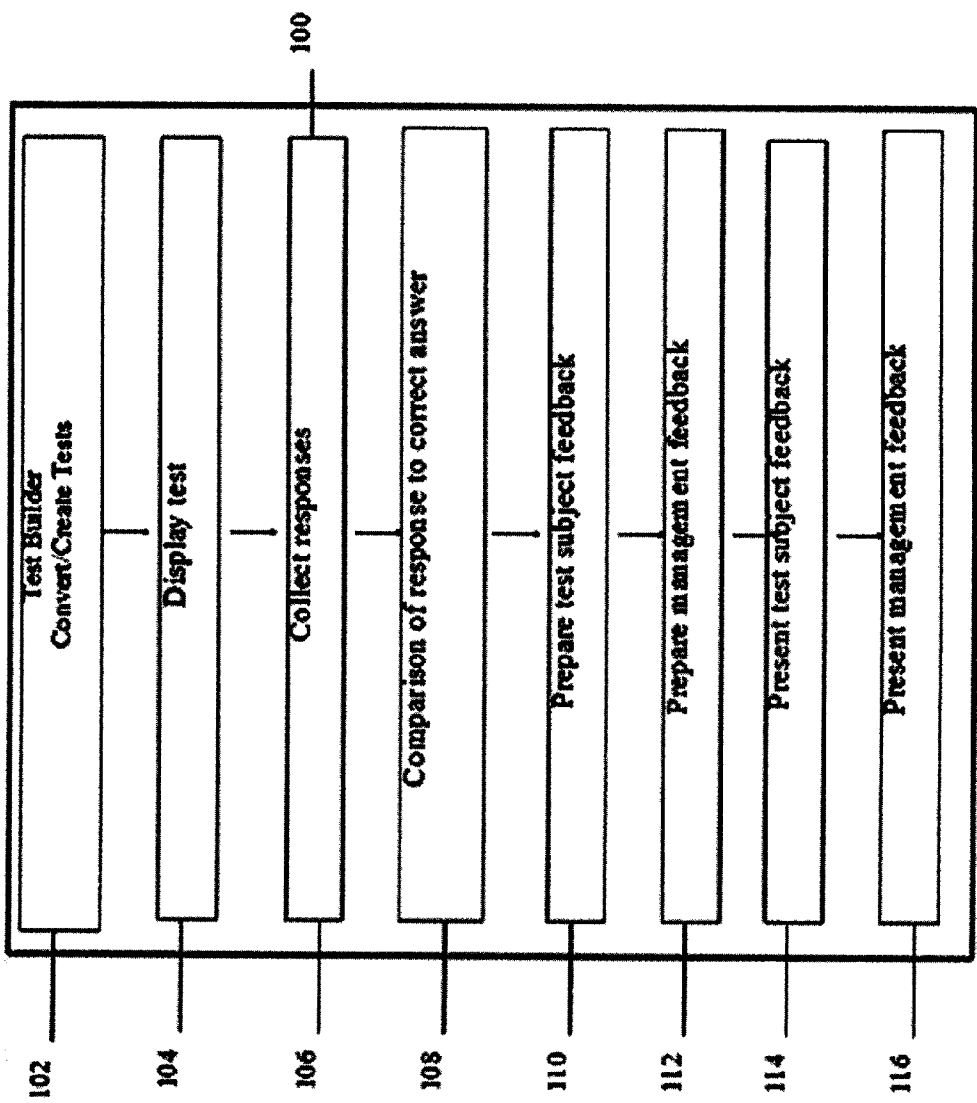 100
102
Test Builder
Convert/Create Tests
104
Display test
106
Collect responses
108
Comparison of response to correct answer
110
Prepare test subject feedback
112
Prepare management feedback
114
Present test subject feedback
116
Present management feedback